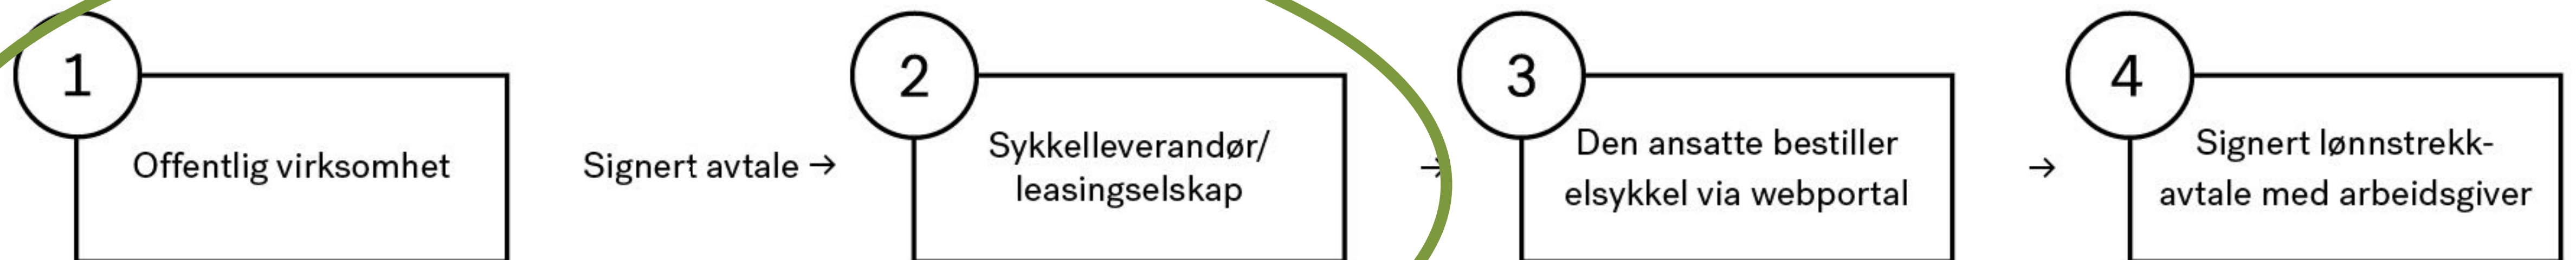 1
Offentlig virksomhet
Signert avtale →
2
Sykkelleverandør/
leasingselskap
→
3
Den ansatte bestiller
elsykkel via webportal
→
4
Signert lønnstrekk-
avtale med arbeidsgiver